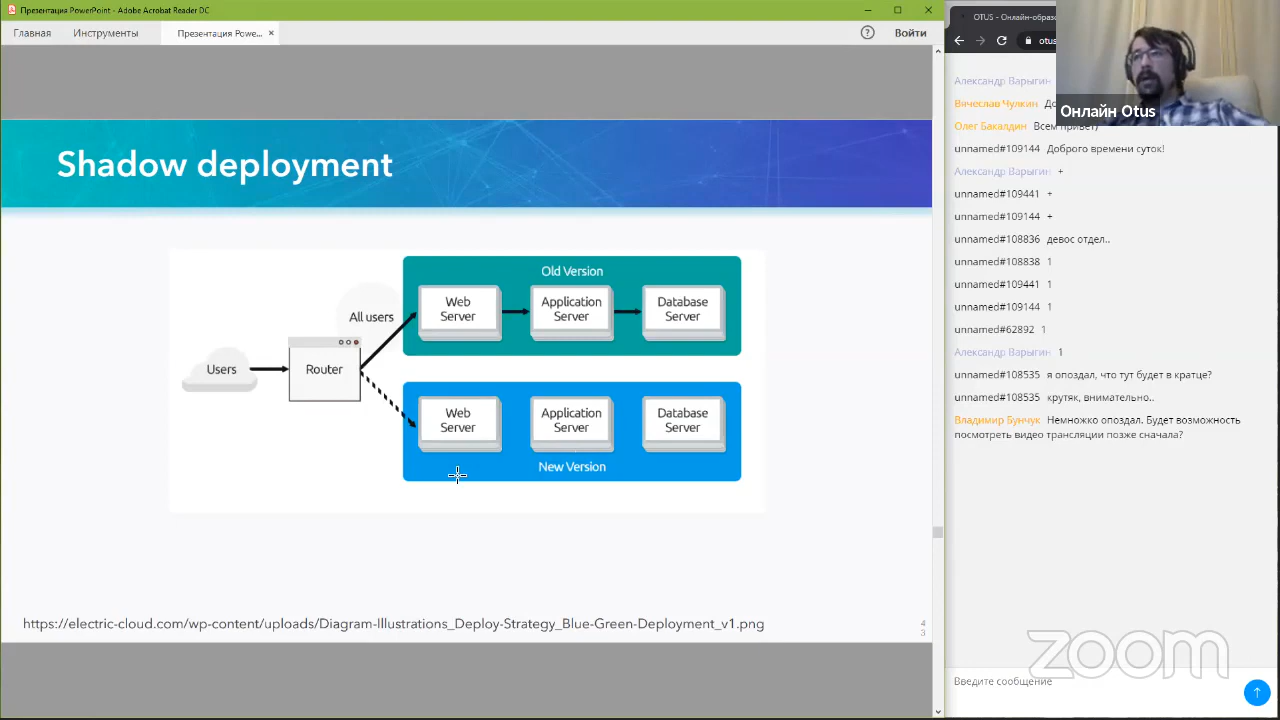 Презентация PowerPoint - Adobe Acrobat Reader DC
Главная
Инструменты
Презентация Powe...
Войти
Shadow deployment
Old Version
Web
Server
Application
Server
Database
Server
All users
Users
Router
Web
Server
Application
Server
Database
Server
New Version
https://electric-cloud.com/wp-content/uploads/Diagram-Illustrations_Deploy-Strategy_Blue-Green-Deployment_v1.png
4
3
OTUS - Онлайн-образо
otus
Онлайн Otus
Александр Варыгин
Вячеслав Чулкин До
Олег Бакалдин Всем привет)
unnamed#109144 Доброго времени суток!
Александр Варыгин +
unnamed#109441 +
unnamed#109144 +
unnamed#108836 девос отдел..
unnamed#108838 1
unnamed#109441 1
unnamed#109144 1
unnamed#62892 1
Александр Варыгин 1
unnamed#108535 я опоздал, что тут будет в кратце?
unnamed#108535 крутяк, внимательно..
Владимир Бунчук Немножко опоздал. Будет возможность
посмотреть видео трансляции позже сначала?
zoom
Введите сообщение